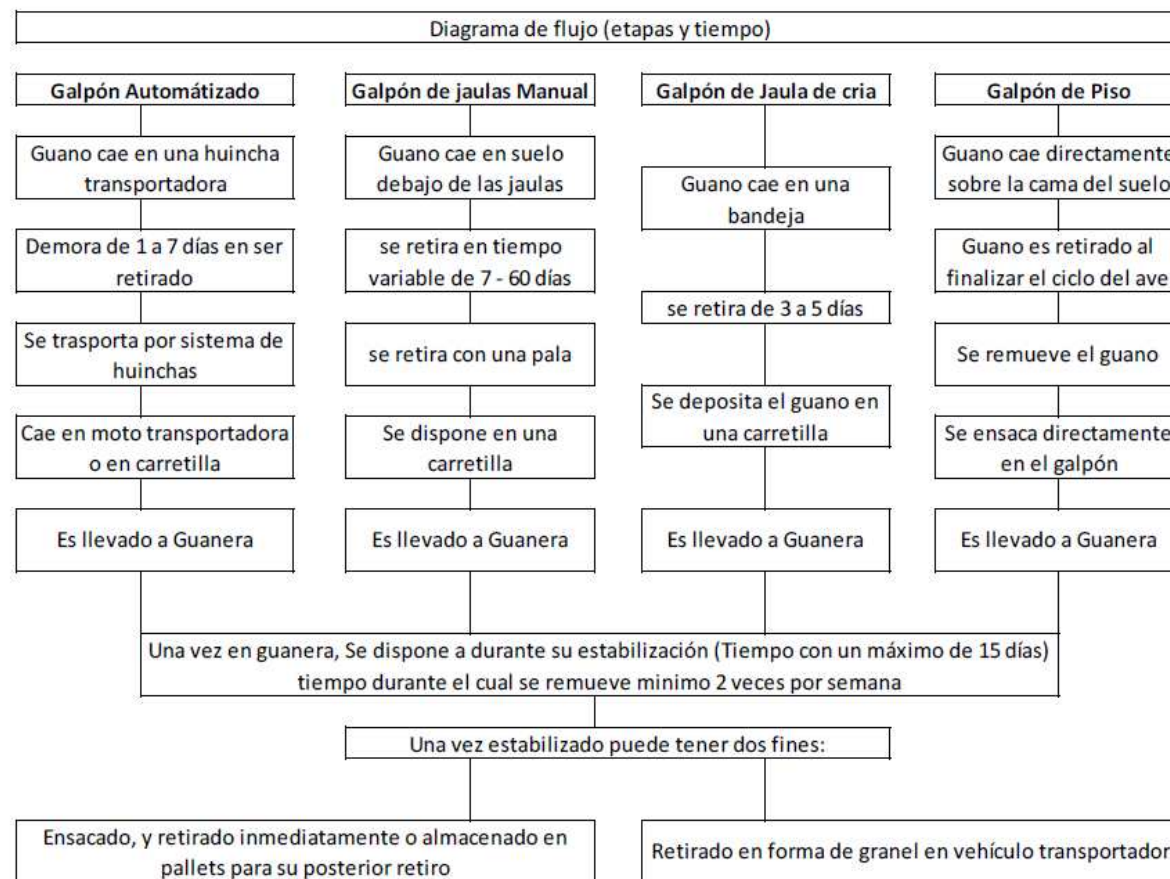 Diagrama de flujo (etapas y tiempo)
Galpón Automátizado
Guano cae en una huincha
transportadora
Demora de 1 a 7 días en ser
retirado
Se trasporta por sistema de
huinchas
Cae en moto transportadora
o en carretilla
Es llevado a Guanera
Galpón de jaulas Manual
Guano cae en suelo
debajo de las jaulas
se retira en tiempo
variable de 7 - 60 días
se retira con una pala
Se dispone en una
carretilla
Es llevado a Guanera
Galpón de Jaula de cria
Guano cae en una
bandeja
se retira de 3 a 5 días
Se deposita el guano en
una carretilla
Es llevado a Guanera
Galpón de Piso
Guano cae directamente
sobre la cama del suelo
Guano es retirado al
finalizar el ciclo del ave
Se remueve el guano
Se ensaca directamente
en el galpón
Es llevado a Guanera
Una vez en guanera, Se dispone a durante su estabilización (Tiempo con un máximo de 15 días)
tiempo durante el cual se remueve minimo 2 veces por semana
Una vez estabilizado puede tener dos fines:
Ensacado, y retirado inmediatamente o almacenado en
pallets para su posterior retiro
Retirado en forma de granel en vehículo transportador